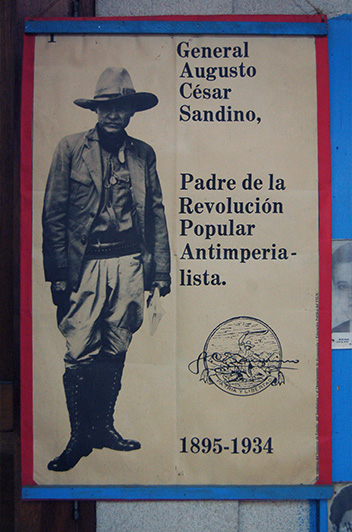 General
Augusto
César
Sandino,
Padre de la
Revolución
Popular
Antimperia-
lista.
1895-1934